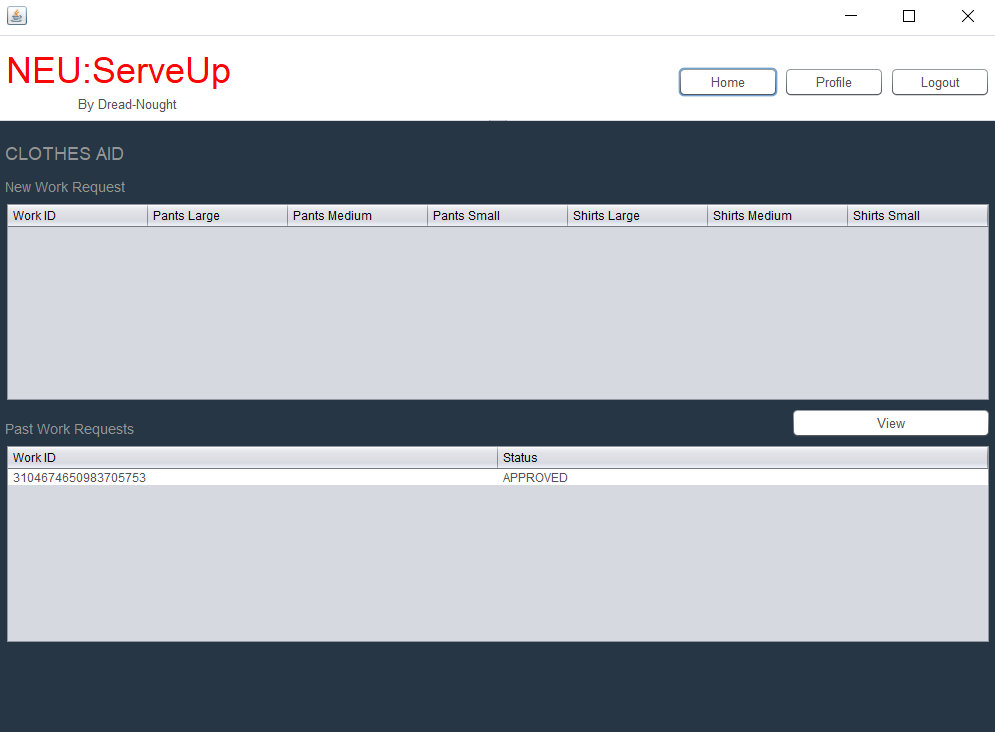 NEU:ServeUp
By Dread-Nought
Home Profile Logout
CLOTHES AID
New Work Request
Work ID Pants Large Pants Medium Pants Small Shirts Large Shirts Medium Shirts Small
Past Work Requests
View
Work ID Status
3104674650983705753 APPROVED